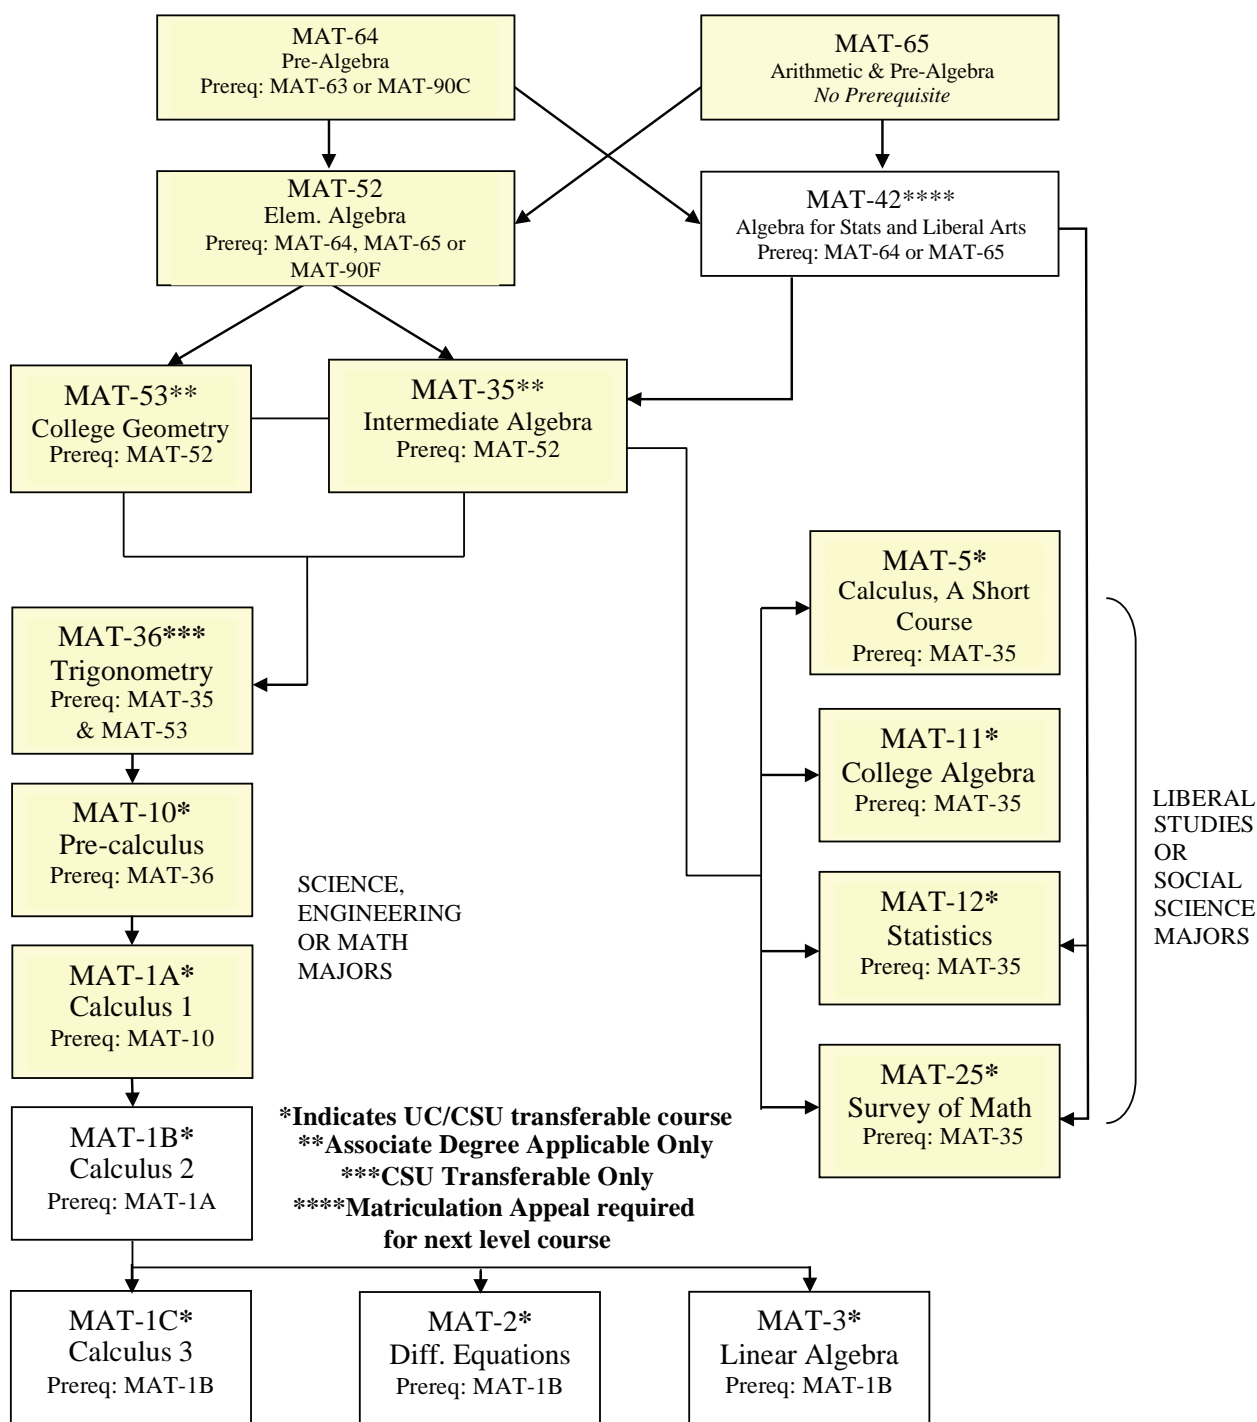 MAT-64
Pre-Algebra
Prereq: MAT-63 or MAT-90C
MAT-65
Arithmetic & Pre-Algebra
No Prerequisite
MAT-52
Elem. Algebra
Prereq: MAT-64, MAT-65 or
MAT-90F
MAT-42****
Algebra for Stats and Liberal Arts
Prereq: MAT-64 or MAT-65
MAT-53**
College Geometry
Prereq: MAT-52
MAT-35**
Intermediate Algebra
Prereq: MAT-52
MAT-36***
Trigonometry
Prereq: MAT-35
& MAT-53
MAT-10*
Pre-calculus
Prereq: MAT-36
MAT-1A*
Calculus 1
Prereq: MAT-10
MAT-1B*
Calculus 2
Prereq: MAT-1A
SCIENCE,
ENGINEERING
OR MATH
MAJORS
MAT-5*
Calculus, A Short
Course
Prereq: MAT-35
MAT-11*
College Algebra
Prereq: MAT-35
MAT-12*
Statistics
Prereq: MAT-35
MAT-25*
Survey of Math
Prereq: MAT-35
LIBERAL
STUDIES
OR
SOCIAL
SCIENCE
MAJORS
*Indicates UC/CSU transferable course
**Associate Degree Applicable Only
***CSU Transferable Only
****Matriculation Appeal required
for next level course
MAT-1C*
Calculus 3
Prereq: MAT-1B
MAT-2*
Diff. Equations
Prereq: MAT-1B
MAT-3*
Linear Algebra
Prereq: MAT-1B